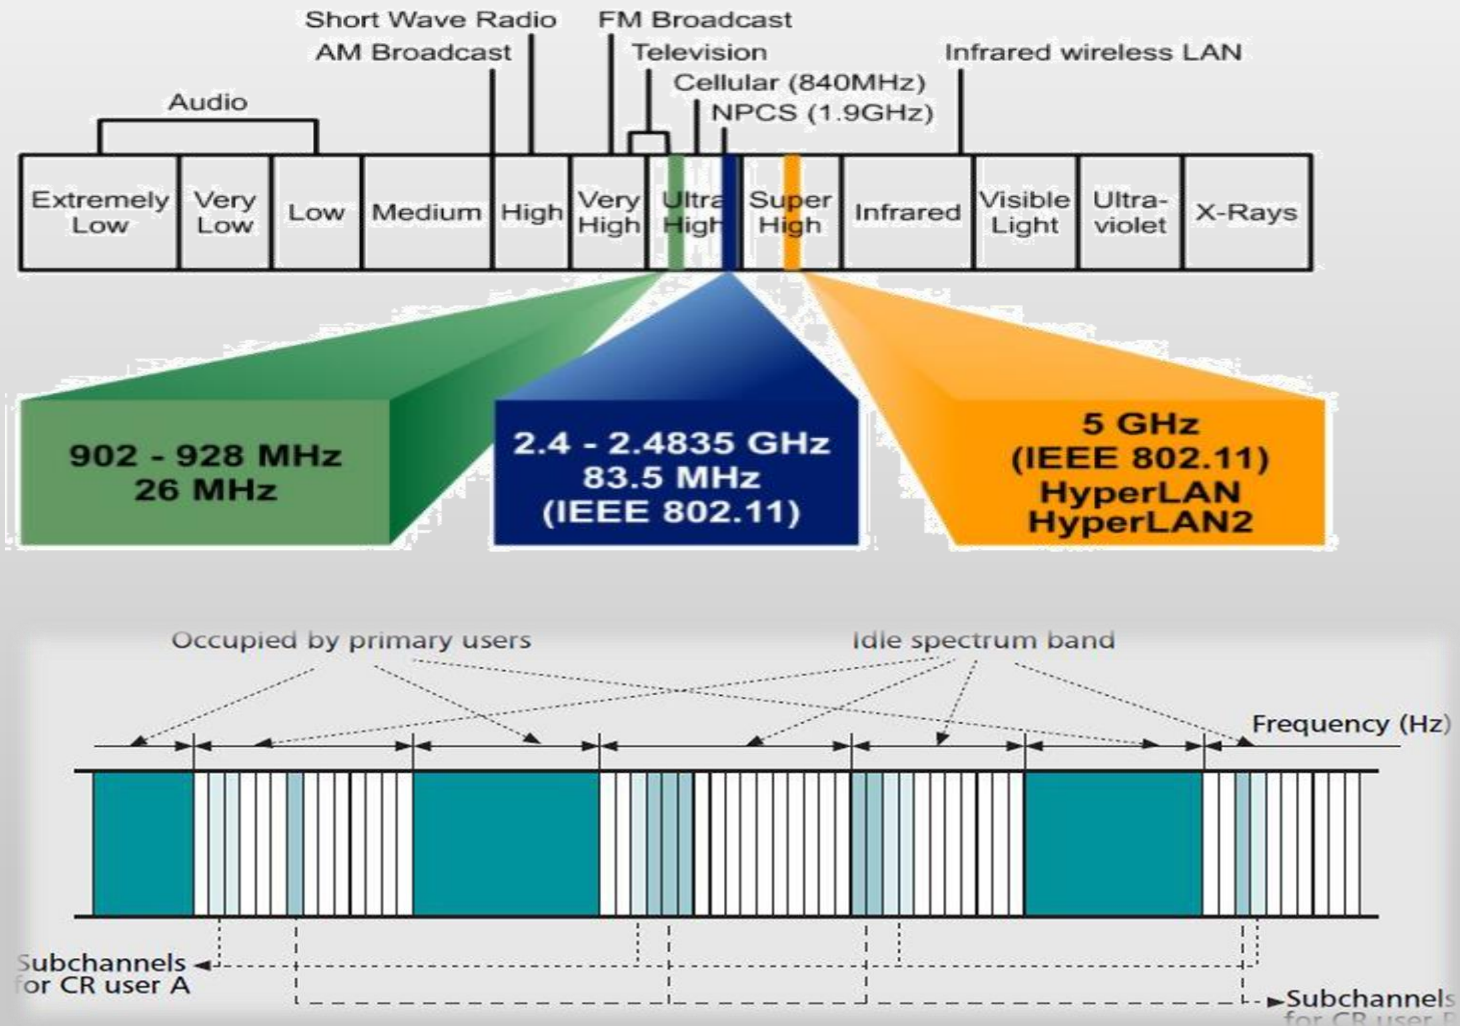 Short Wave Radio
FM Broadcast
AM Broadcast
Television
Infrared wireless LAN
Cellular (840MHz)
Audio
NPCS (1.9GHz)
Extremely
Low
Very
Low
Low
Medium
High
Very
High
Ultra
High
Super
High
Infrared
Visible
Light
Ultra-
violet
X-Rays
902 - 928 MHz
26 MHz
2.4 - 2.4835 GHz
83.5 MHz
(IEEE 802.11)
5 GHz
(IEEE 802.11)
HyperLAN
HyperLAN2
Occupied by primary users
Idle spectrum band
Frequency (Hz)
Subchannels
for CR user A
Subchannels
for CR user B